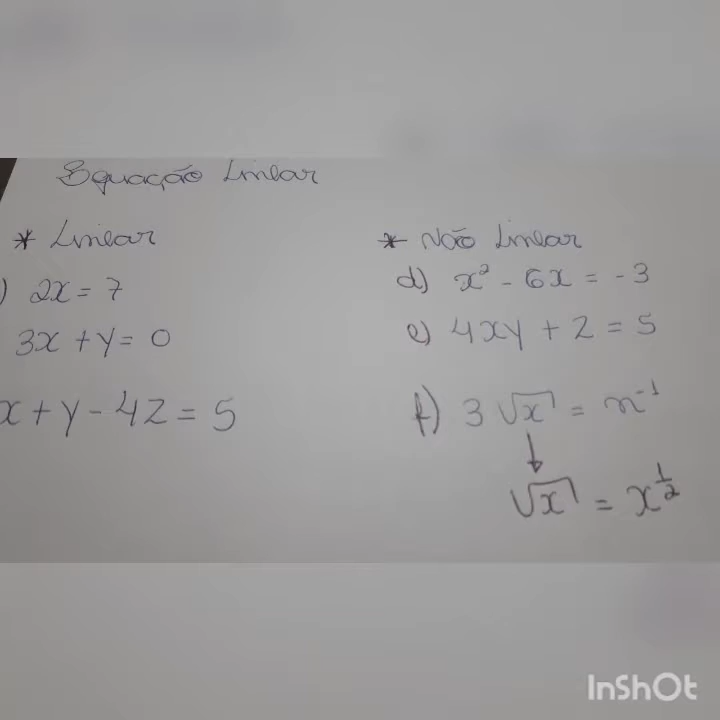 Equação Linear
* Linear
) 2x = 7
3x + y = 0
x + y - 4z = 5
* Não Linear
d) x² - 6x = -3
e) 4xy + z = 5
f) 3 √x = n⁻¹
↓
√x = x^½
InShOt